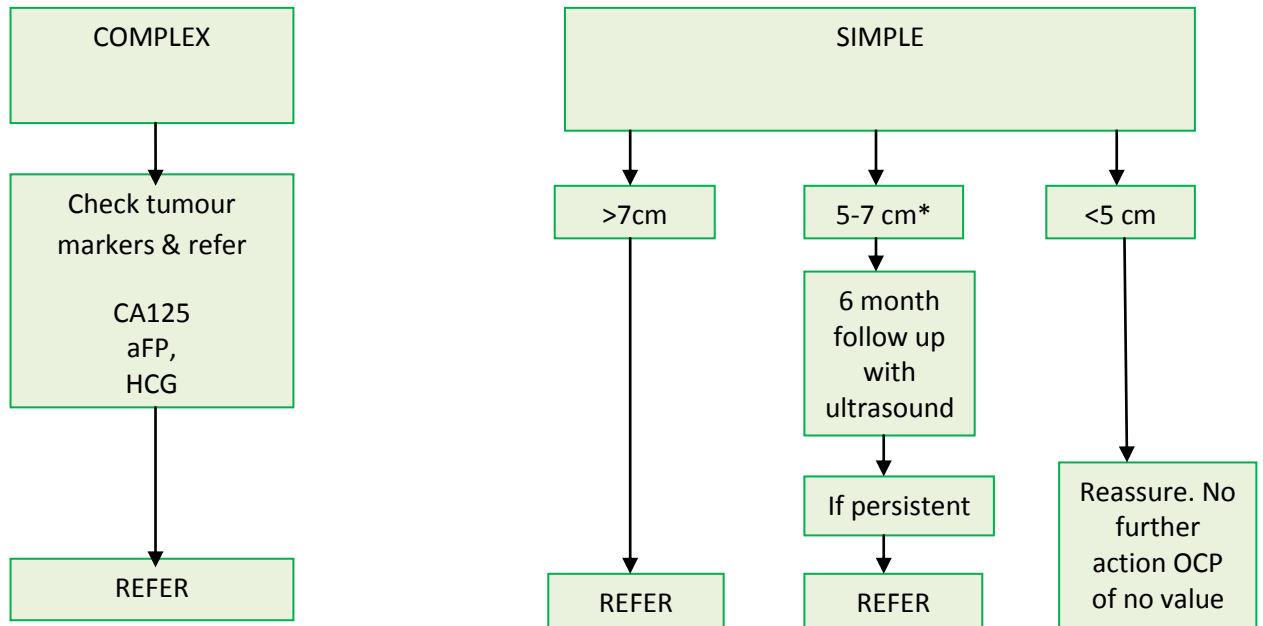 COMPLEX
Check tumour
markers & refer
CA125
aFP,
HCG
REFER
SIMPLE
>7cm
REFER
5-7 cm*
6 month
follow up
with
ultrasound
If persistent
REFER
<5 cm
Reassure. No
further
action OCP
of no value